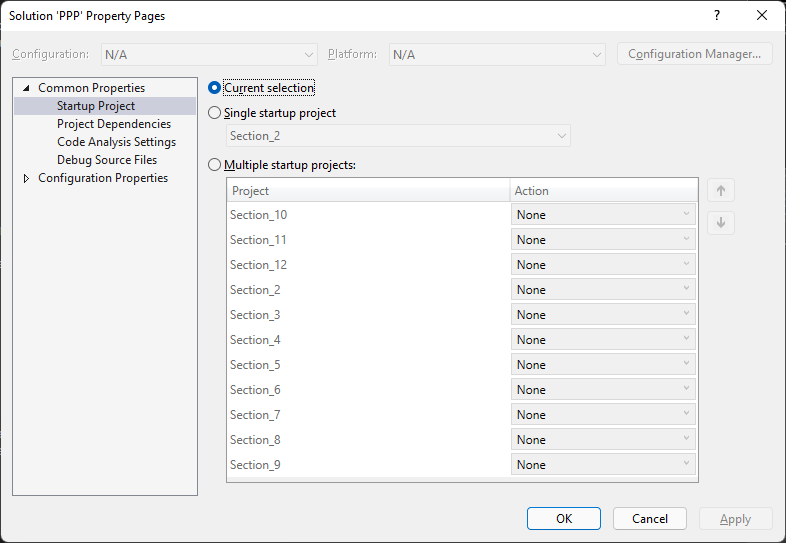 Solution 'PPP' Property Pages
?
Configuration: N/A Platform: N/A Configuration Manager...
Common Properties
Startup Project
Project Dependencies
Code Analysis Settings
Debug Source Files
Configuration Properties
Current selection
Single startup project
Section_2
Multiple startup projects:
Project Action
Section_10 None
Section_11 None
Section_12 None
Section_2 None
Section_3 None
Section_4 None
Section_5 None
Section_6 None
Section_7 None
Section_8 None
Section_9 None
OK Cancel Apply